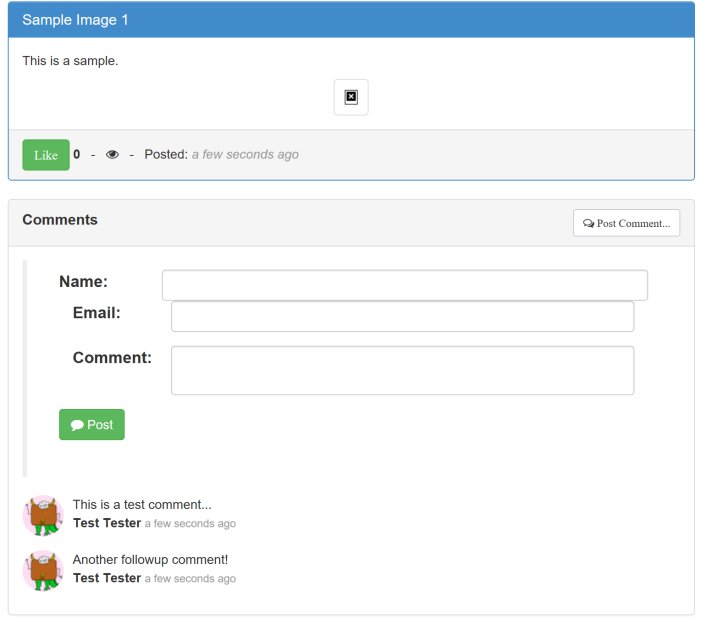 Sample Image 1
This is a sample.
Like 0 - - Posted: a few seconds ago
Comments
Post Comment...
Name:
Email:
Comment:
Post
This is a test comment...
Test Tester a few seconds ago
Another followup comment!
Test Tester a few seconds ago